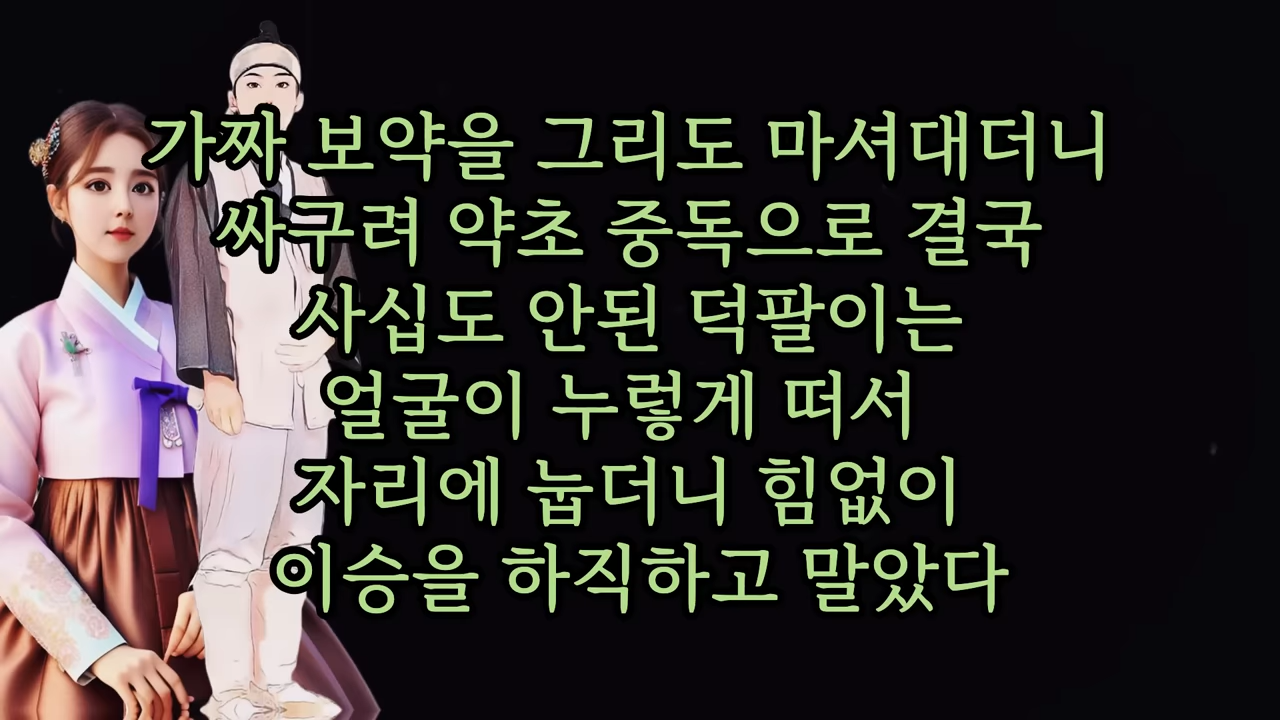 가짜 보약을 그리도 마셔대더니
싸구려 약초 중독으로 결국
사십도 안된 덕팔이는
얼굴이 누렇게 떠서
자리에 눕더니 힘없이
이승을 하직하고 말았다